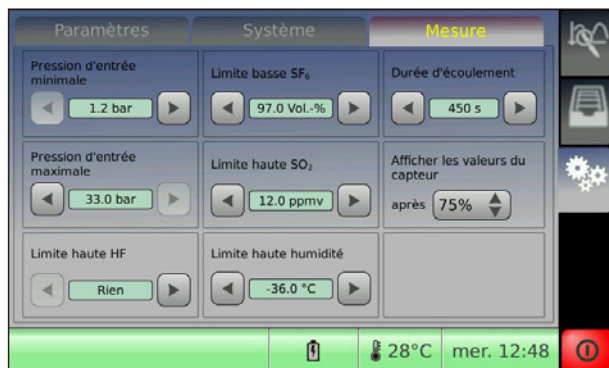 Paramètres
Système
Mesure
Pression d'entrée
minimale
1.2 bar
Limite basse SF₆
97.0 Vol.-%
Durée d'écoulement
450 s
Pression d'entrée
maximale
33.0 bar
Limite haute SO₂
12.0 ppmv
Afficher les valeurs du
capteur
après 75%
Limite haute HF
Rien
Limite haute humidité
-36.0 °C
28°C
mer. 12:48